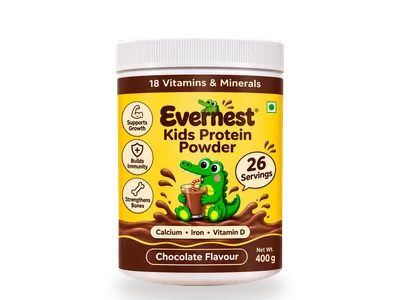 18 Vitamins & Minerals
Evernest®
Kids Protein
Powder
Supports
Growth
Builds
Immunity
Strengthens
Bones
26
Servings
Calcium • Iron • Vitamin D
Chocolate Flavour
Net Wt.
400 g